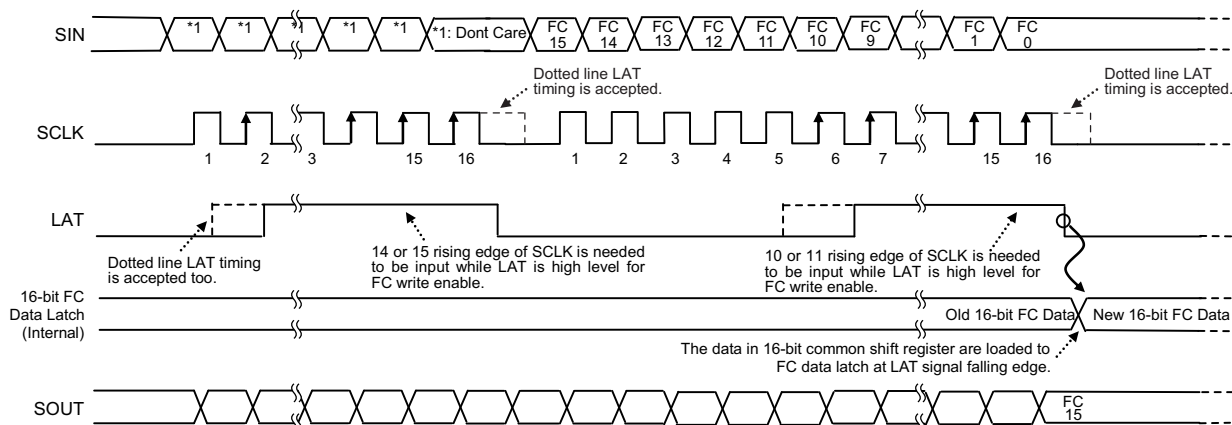 SIN
*1 *1 *1 *1 *1 *1: Dont Care FC 15 FC 14 FC 13 FC 12 FC 11 FC 10 FC 9 FC 1 FC 0
Dotted line LAT
timing is accepted.
Dotted line LAT
timing is accepted.
SCLK
1 2 3 15 16 1 2 3 4 5 6 7 15 16
LAT
Dotted line LAT timing
is accepted too.
14 or 15 rising edge of SCLK is needed
to be input while LAT is high level for
FC write enable.
10 or 11 rising edge of SCLK is needed
to be input while LAT is high level for
FC write enable.
16-bit FC
Data Latch
(Internal)
Old 16-bit FC Data
New 16-bit FC Data
The data in 16-bit common shift register are loaded to
FC data latch at LAT signal falling edge.
SOUT
FC
15